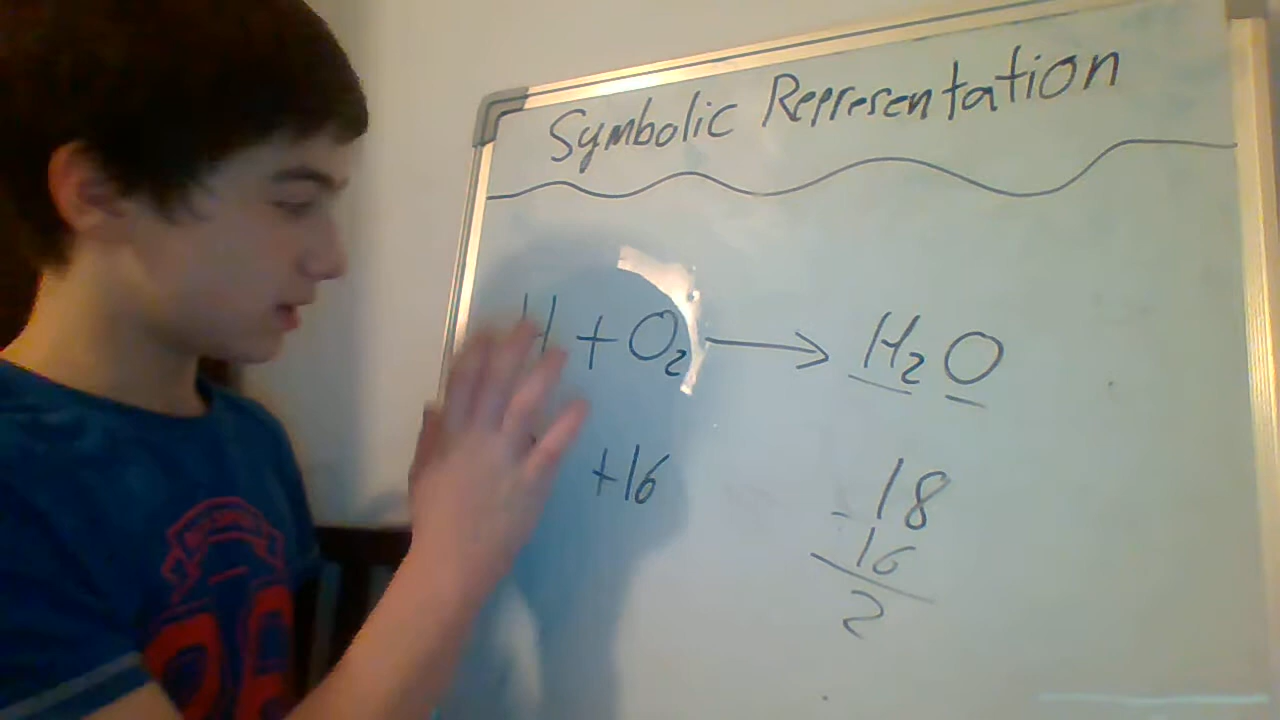 Symbolic Representation
H + O₂ → H₂O
+16
- 18
16
2